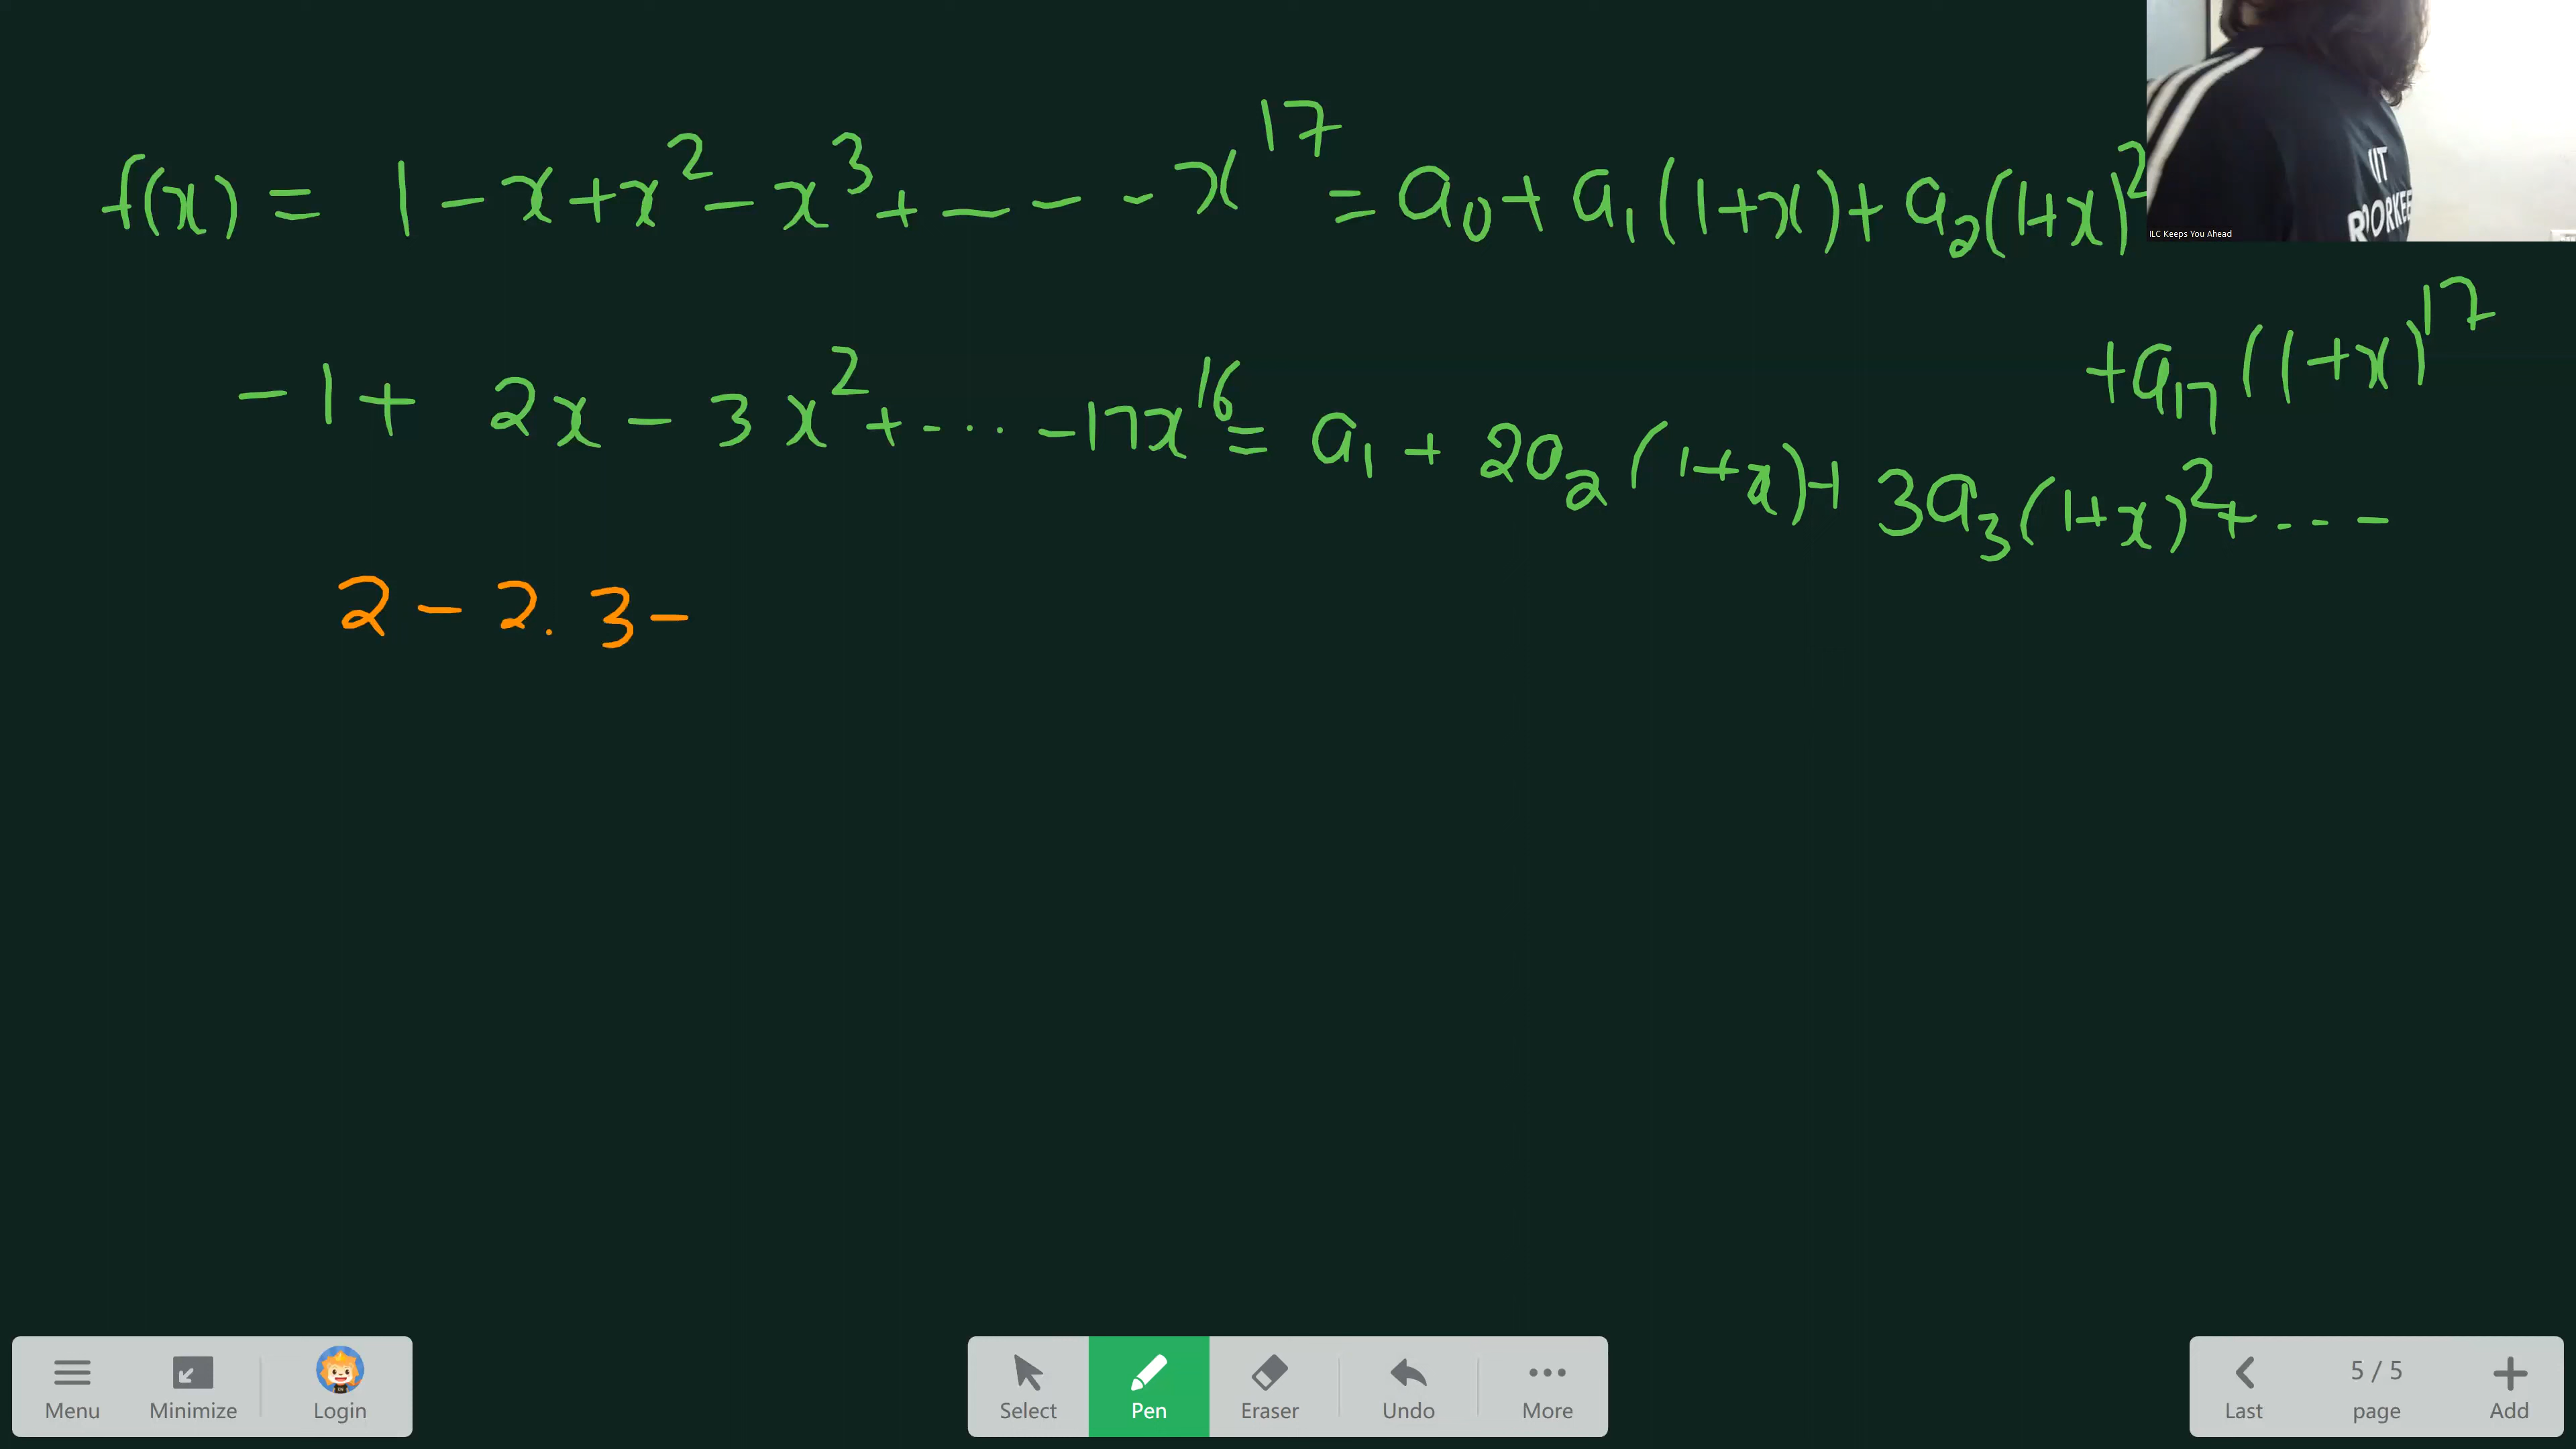 f(x) = 1 - x + x² - x³ + - - - x¹⁷ = a₀ + a₁(1+x) + a₂(1+x)²
+ a₁₇(1+x)¹⁷
-1 + 2x - 3x² + ··· -17x¹⁶ = a₁ + 2a₂(1+x) + 3a₃(1+x)² + - - -
2 - 2. 3 -
IIT
ROORKEE
ILC Keeps You Ahead
Menu Minimize Login Select Pen Eraser Undo More Last 5 / 5 page Add